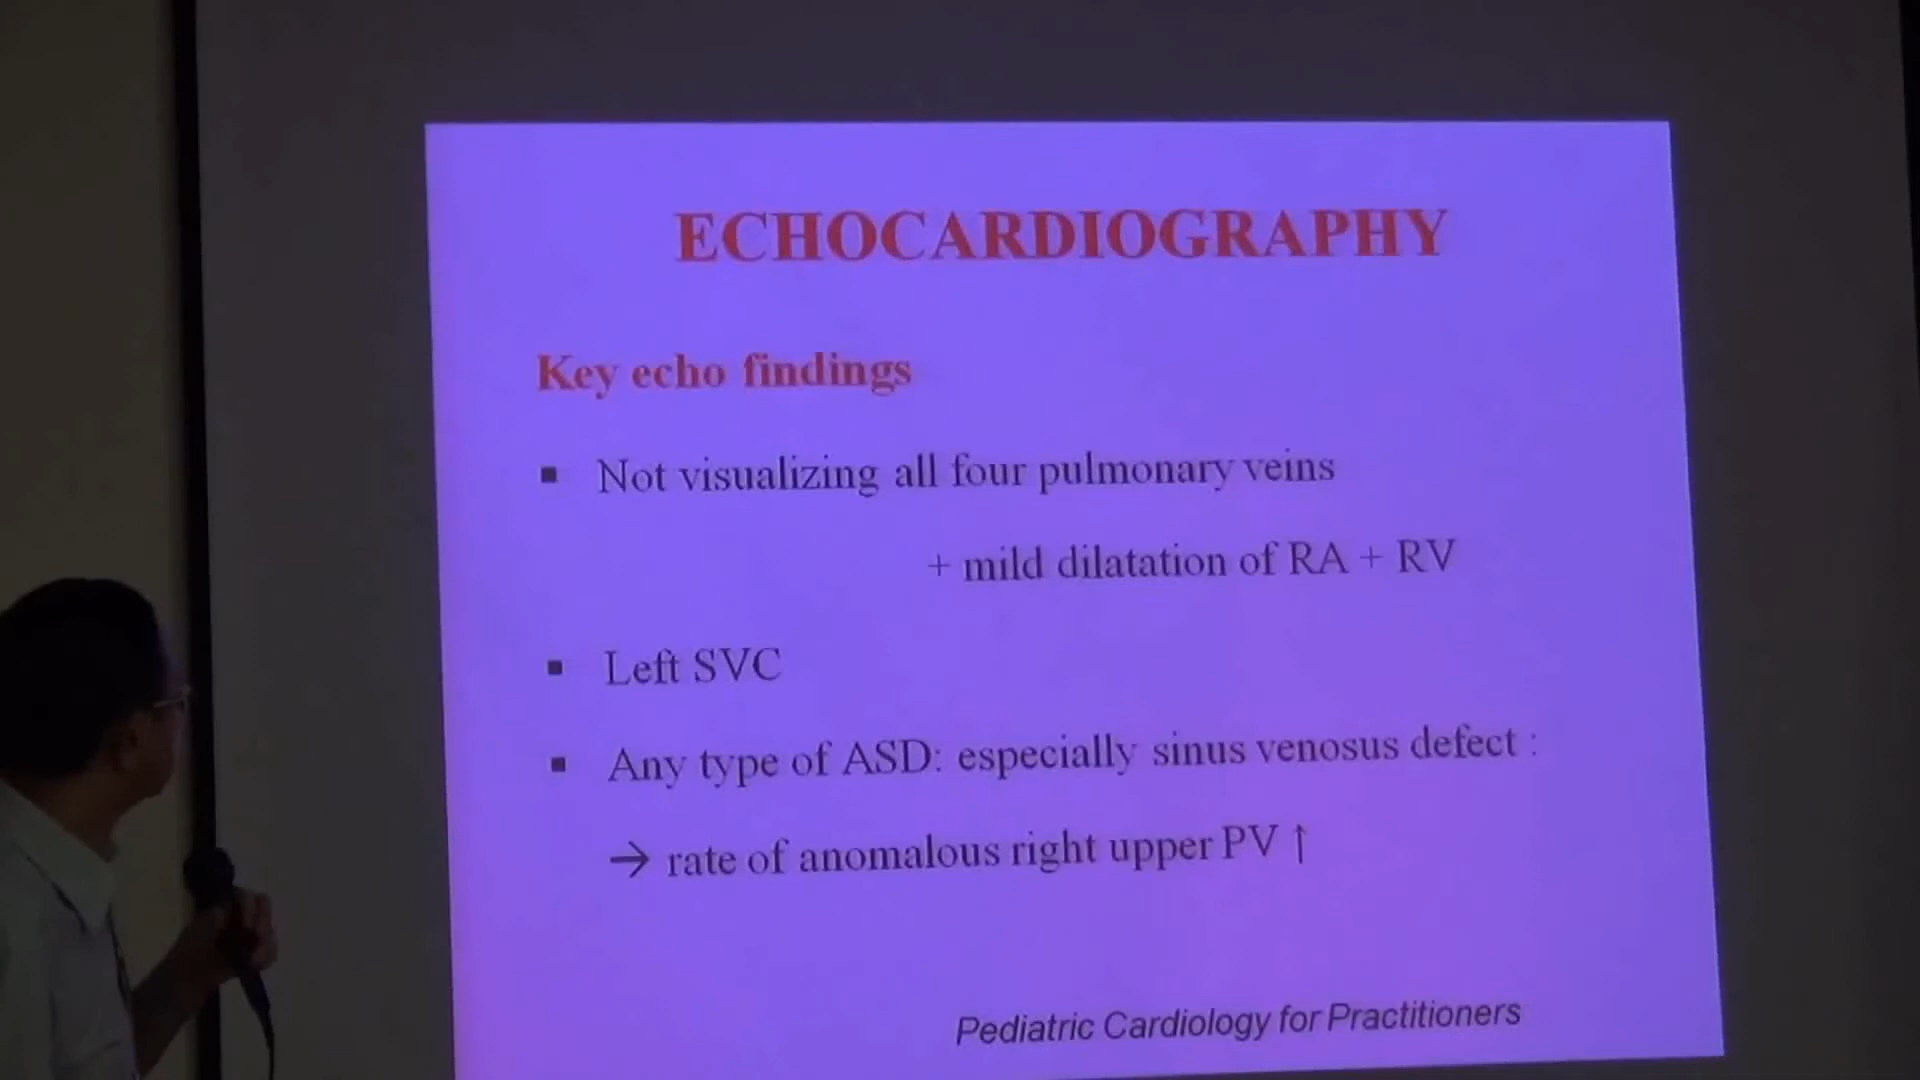 ECHOCARDIOGRAPHY
Key echo findings
▪ Not visualizing all four pulmonary veins
+ mild dilatation of RA + RV
▪ Left SVC
▪ Any type of ASD: especially sinus venosus defect :
→ rate of anomalous right upper PV ↑
Pediatric Cardiology for Practitioners